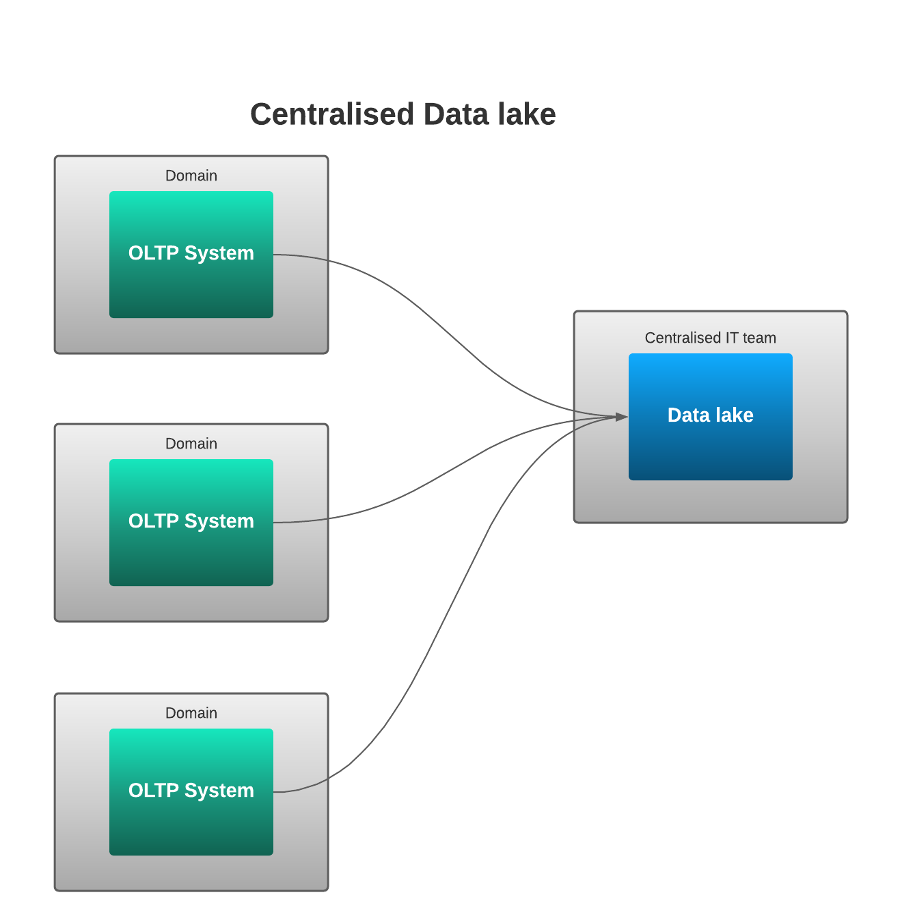 Centralised Data lake
Domain
OLTP System
Centralised IT team
Data lake
Domain
OLTP System
Domain
OLTP System